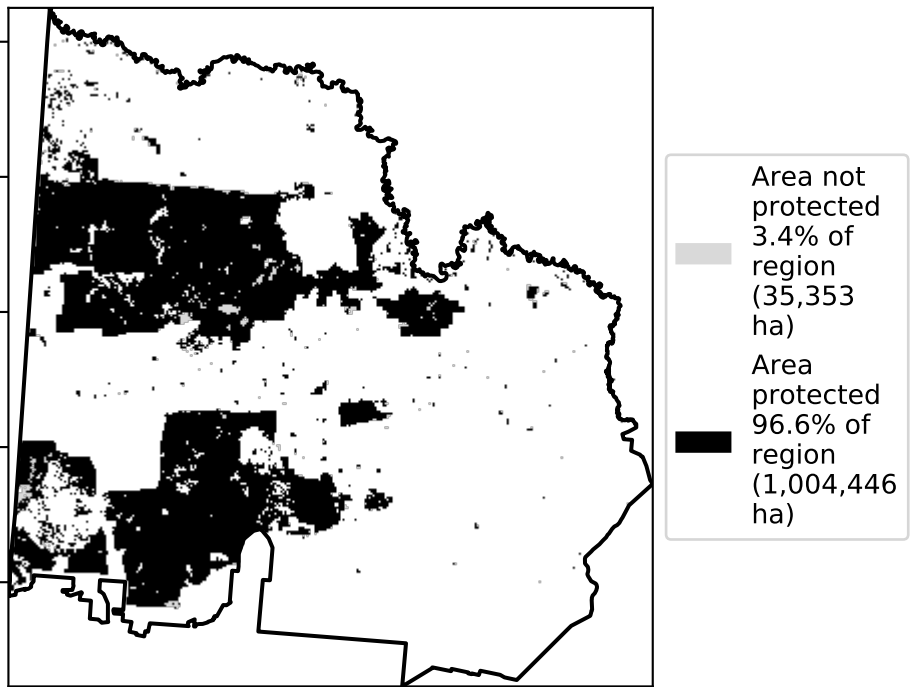 Area not
protected
3.4% of
region
(35,353
ha)
Area
protected
96.6% of
region
(1,004,446
ha)